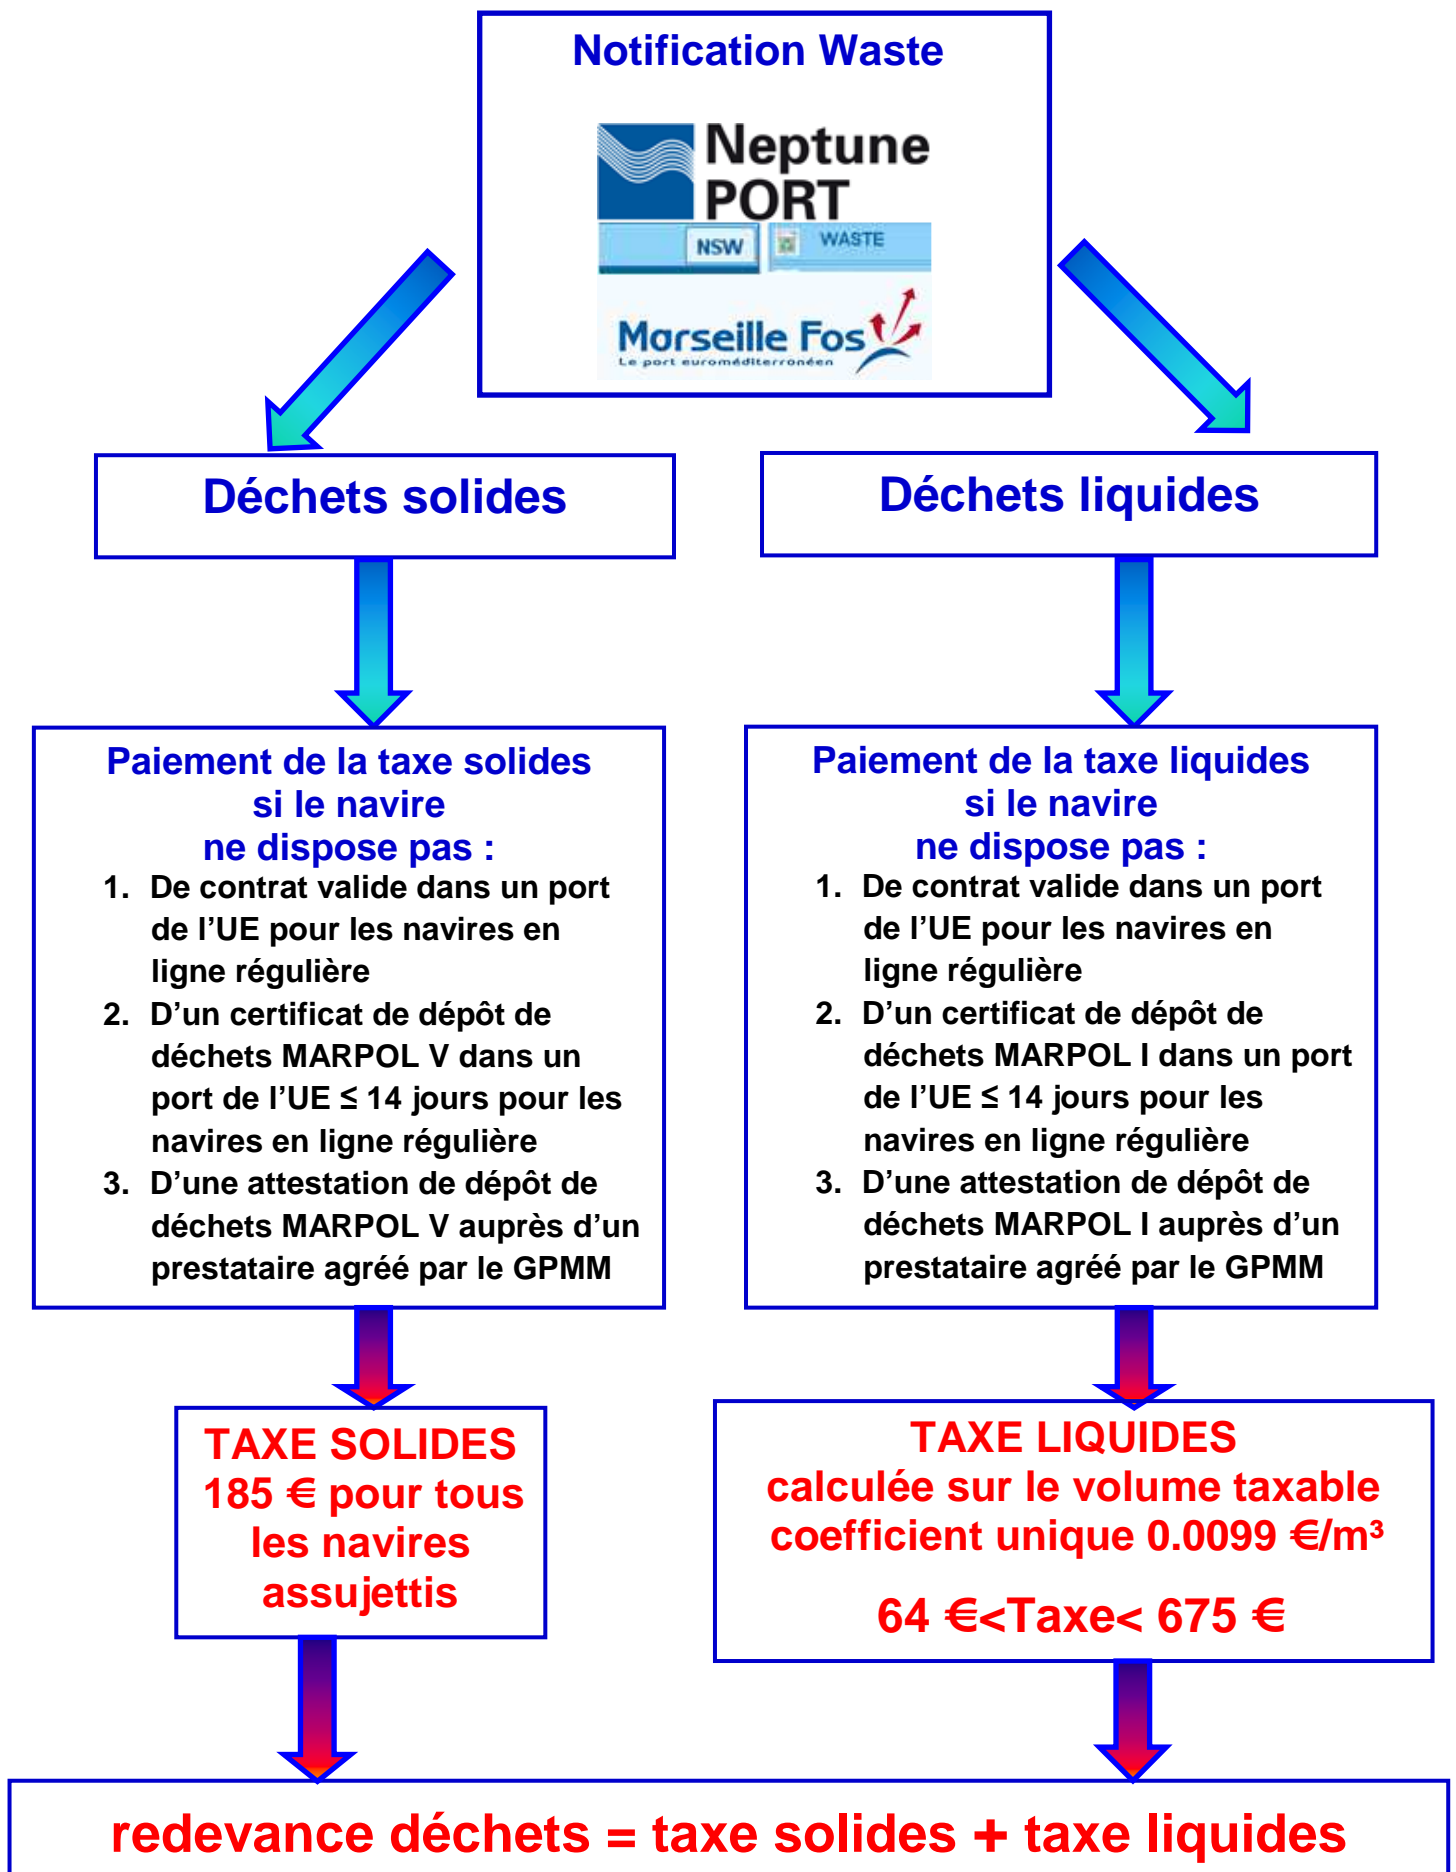 Notification Waste
Neptune
PORT
NSW
WASTE
Marseille Fos
Le port euroméditerranéen
Déchets solides
Déchets liquides
Paiement de la taxe solides
si le navire
ne dispose pas :
1. De contrat valide dans un port
de l’UE pour les navires en
ligne régulière
2. D’un certificat de dépôt de
déchets MARPOL V dans un
port de l’UE ≤ 14 jours pour les
navires en ligne régulière
3. D’une attestation de dépôt de
déchets MARPOL V auprès d’un
prestataire agréé par le GPMM
Paiement de la taxe liquides
si le navire
ne dispose pas :
1. De contrat valide dans un port
de l’UE pour les navires en
ligne régulière
2. D’un certificat de dépôt de
déchets MARPOL I dans un port
de l’UE ≤ 14 jours pour les
navires en ligne régulière
3. D’une attestation de dépôt de
déchets MARPOL I auprès d’un
prestataire agréé par le GPMM
TAXE SOLIDES
185 € pour tous
les navires
assujettis
TAXE LIQUIDES
calculée sur le volume taxable
coefficient unique 0.0099 €/m³
64 €<Taxe< 675 €
redevance déchets = taxe solides + taxe liquides